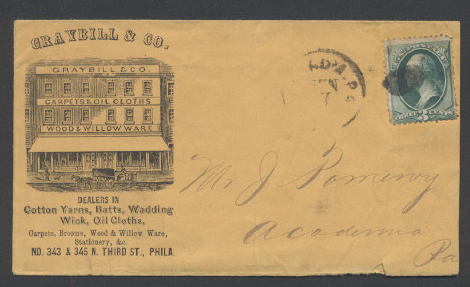 GRAYBILL & CO.
GRAYBILL & CO.
CARPETS & OIL CLOTHS
WOOD & WILLOW WARE
DEALERS IN
Cotton Yarns, Batts, Wadding
Wick, Oil Cloths,
Carpets, Brooms, Wood & Willow Ware,
Stationery, &c.
NO. 343 & 345 N. THIRD ST., PHILA.
Mr J. Pomeroy
Academia
Pa